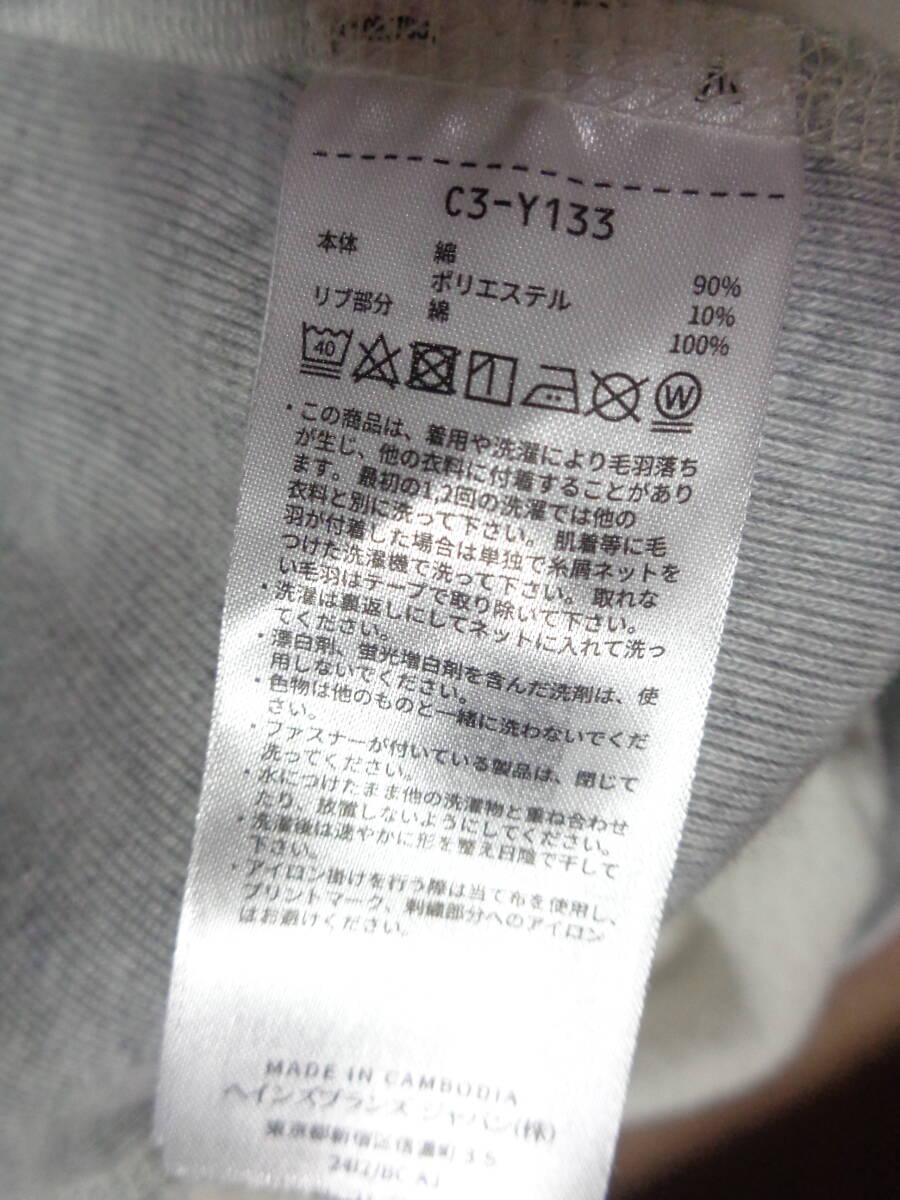 C3-Y133
本体 綿 90%
ポリエステル 10%
リブ部分 綿 100%
40
W
・この商品は、着用や洗濯により毛羽落ち
が生じ、他の衣料に付着することがあり
ます。最初の1,2回の洗濯では他の
衣料と別に洗って下さい。肌着等に毛
羽が付着した場合は単独で糸屑ネットを
つけた洗濯機で洗って下さい。取れな
い毛羽はテープで取り除いて下さい。
・洗濯は裏返しにしてネットに入れて洗っ
てください。
・漂白剤、蛍光増白剤を含んだ洗剤は、使
用しないでください。
・色物は他のものと一緒に洗わないでくだ
さい。
・ファスナーが付いている製品は、閉じて
洗ってください。
・水につけたまま他の洗濯物と重ね合わせ
たり、放置しないようにしてください。
・洗濯後は速やかに形を整え日陰で干して
下さい。
・アイロン掛けを行う際は当て布を使用し、
プリントマーク、刺繍部分へのアイロン
はお避けください。
MADE IN CAMBODIA
ヘインズブランズ ジャパン(株)
東京都新宿区信濃町35